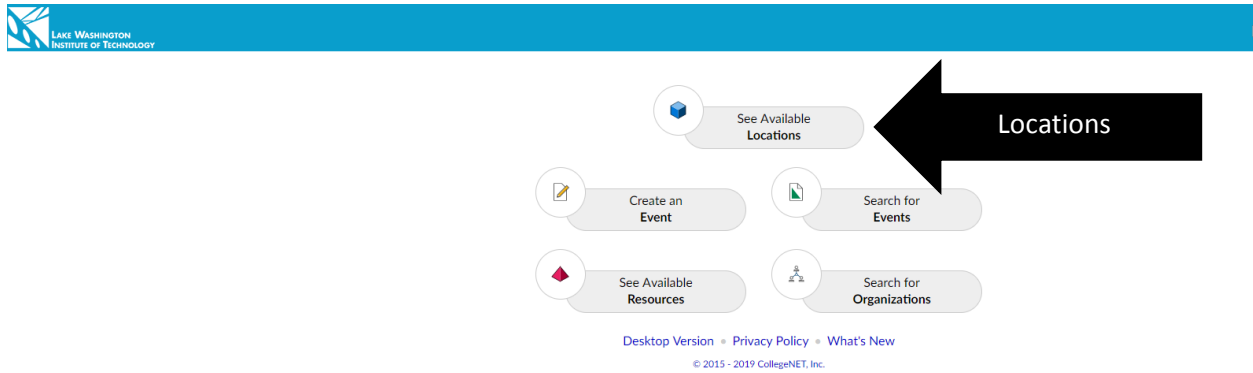 LAKE WASHINGTON
INSTITUTE OF TECHNOLOGY
See Available
Locations
Locations
Create an
Event
Search for
Events
See Available
Resources
Search for
Organizations
Desktop Version • Privacy Policy • What's New
© 2015 - 2019 CollegeNET, Inc.